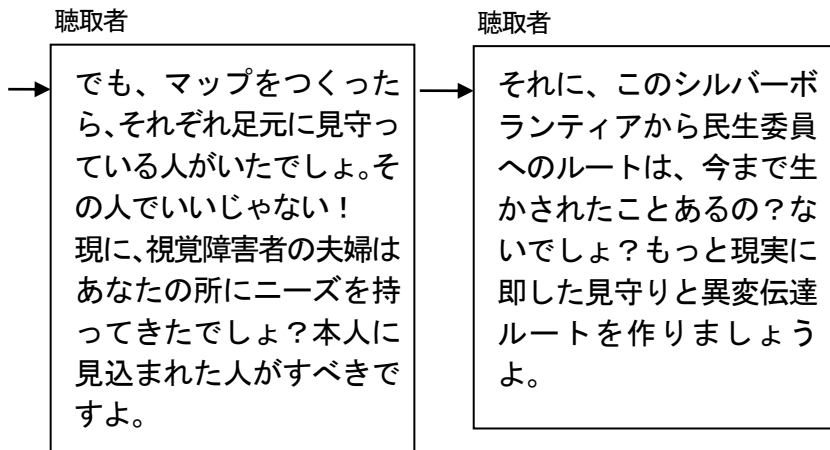 聴取者
でも、マップをつくった
ら、それぞれ足元に見守っ
ている人がいたでしょ。そ
の人でいいじゃない！
現に、視覚障害者の夫婦は
あなたの所にニーズを持
ってきたでしょ？本人に
見込まれた人がすべきで
すよ。
聴取者
それに、このシルバーボ
ランティアから民生委員
へのルートは、今まで生
かされたことあるの？な
いでしょ？もっと現実に
即した見守りと異変伝達
ルートを作りましょう
よ。